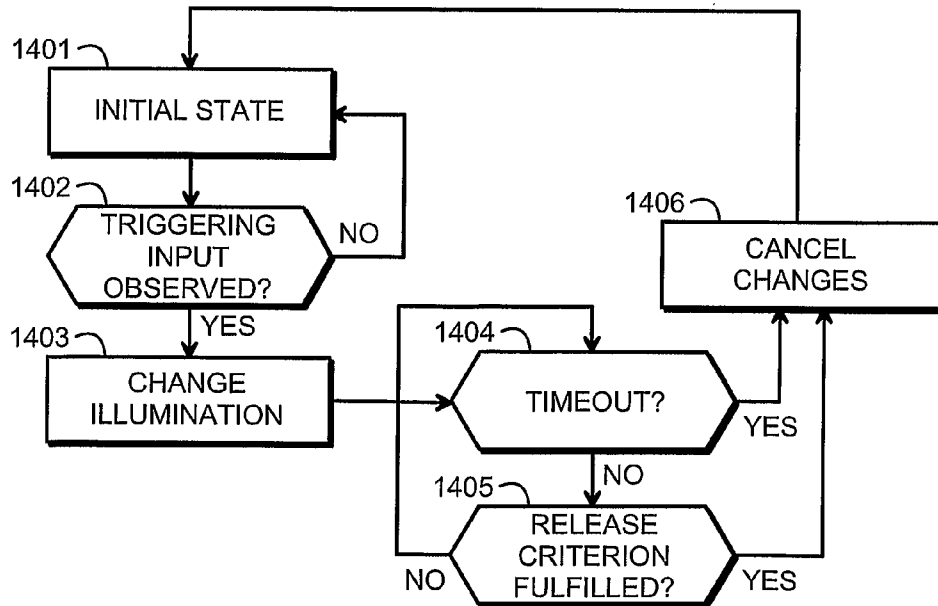 1401
INITIAL STATE
1402
TRIGGERING
INPUT
OBSERVED?
NO
YES
1403
CHANGE
ILLUMINATION
1404
TIMEOUT?
YES
NO
1405
RELEASE
CRITERION
FULFILLED?
NO
YES
1406
CANCEL
CHANGES